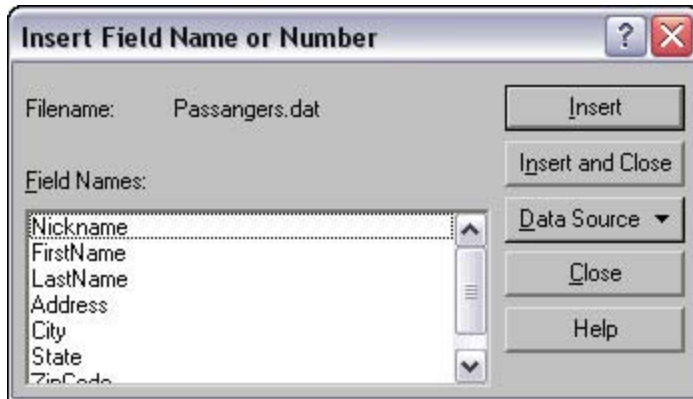 Insert Field Name or Number
Filename: Passangers.dat
Insert
Insert and Close
Field Names:
Data Source
Nickname
FirstName
LastName
Address
City
State
ZipCode
Close
Help